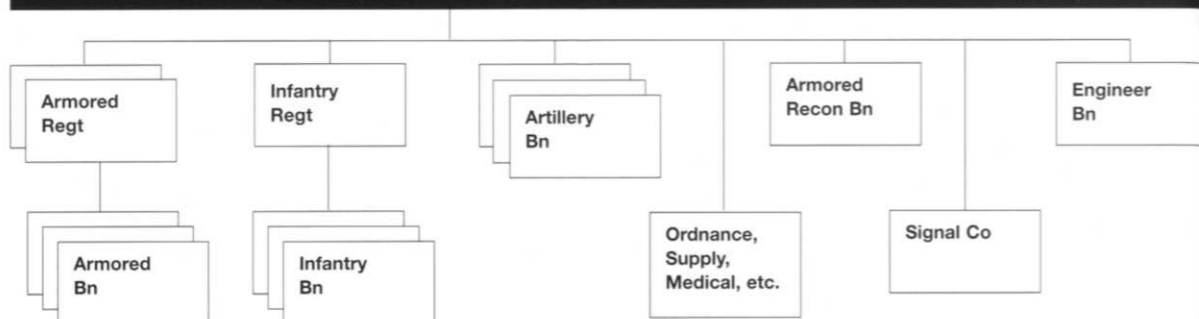 Armored
Regt
Infantry
Regt
Artillery
Bn
Armored
Recon Bn
Engineer
Bn
Armored
Bn
Infantry
Bn
Ordnance,
Supply,
Medical, etc.
Signal Co